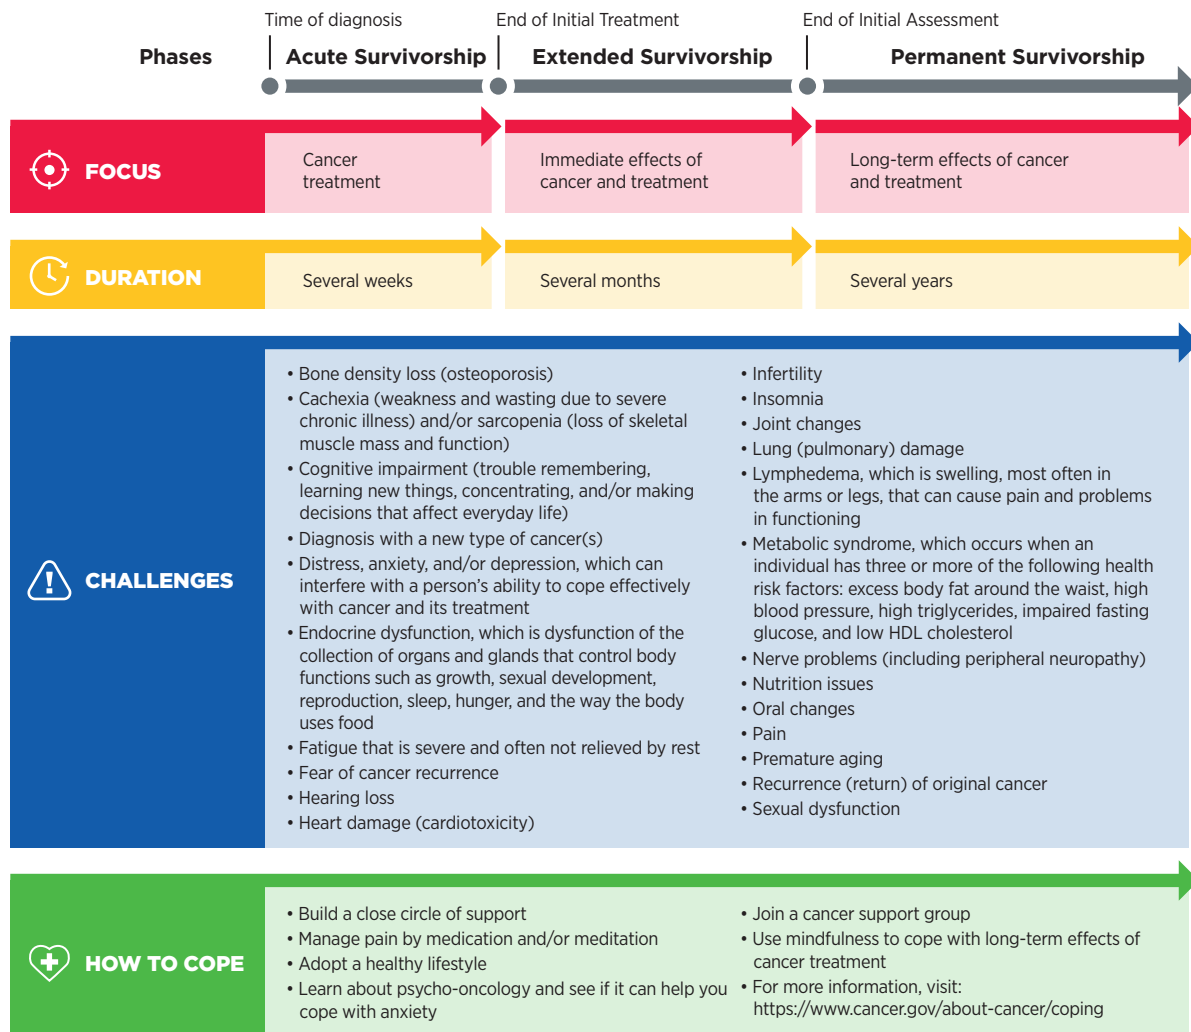 Time of diagnosis
End of Initial Treatment
End of Initial Assessment
Phases
Acute Survivorship
Extended Survivorship
Permanent Survivorship
FOCUS
Cancer
treatment
Immediate effects of
cancer and treatment
Long-term effects of cancer
and treatment
DURATION
Several weeks
Several months
Several years
CHALLENGES
• Bone density loss (osteoporosis)
• Cachexia (weakness and wasting due to severe
chronic illness) and/or sarcopenia (loss of skeletal
muscle mass and function)
• Cognitive impairment (trouble remembering,
learning new things, concentrating, and/or making
decisions that affect everyday life)
• Diagnosis with a new type of cancer(s)
• Distress, anxiety, and/or depression, which can
interfere with a person's ability to cope effectively
with cancer and its treatment
• Endocrine dysfunction, which is dysfunction of the
collection of organs and glands that control body
functions such as growth, sexual development,
reproduction, sleep, hunger, and the way the body
uses food
• Fatigue that is severe and often not relieved by rest
• Fear of cancer recurrence
• Hearing loss
• Heart damage (cardiotoxicity)
• Infertility
• Insomnia
• Joint changes
• Lung (pulmonary) damage
• Lymphedema, which is swelling, most often in
the arms or legs, that can cause pain and problems
in functioning
• Metabolic syndrome, which occurs when an
individual has three or more of the following health
risk factors: excess body fat around the waist, high
blood pressure, high triglycerides, impaired fasting
glucose, and low HDL cholesterol
• Nerve problems (including peripheral neuropathy)
• Nutrition issues
• Oral changes
• Pain
• Premature aging
• Recurrence (return) of original cancer
• Sexual dysfunction
HOW TO COPE
• Build a close circle of support
• Manage pain by medication and/or meditation
• Adopt a healthy lifestyle
• Learn about psycho-oncology and see if it can help you
cope with anxiety
• Join a cancer support group
• Use mindfulness to cope with long-term effects of
cancer treatment
• For more information, visit:
https://www.cancer.gov/about-cancer/coping